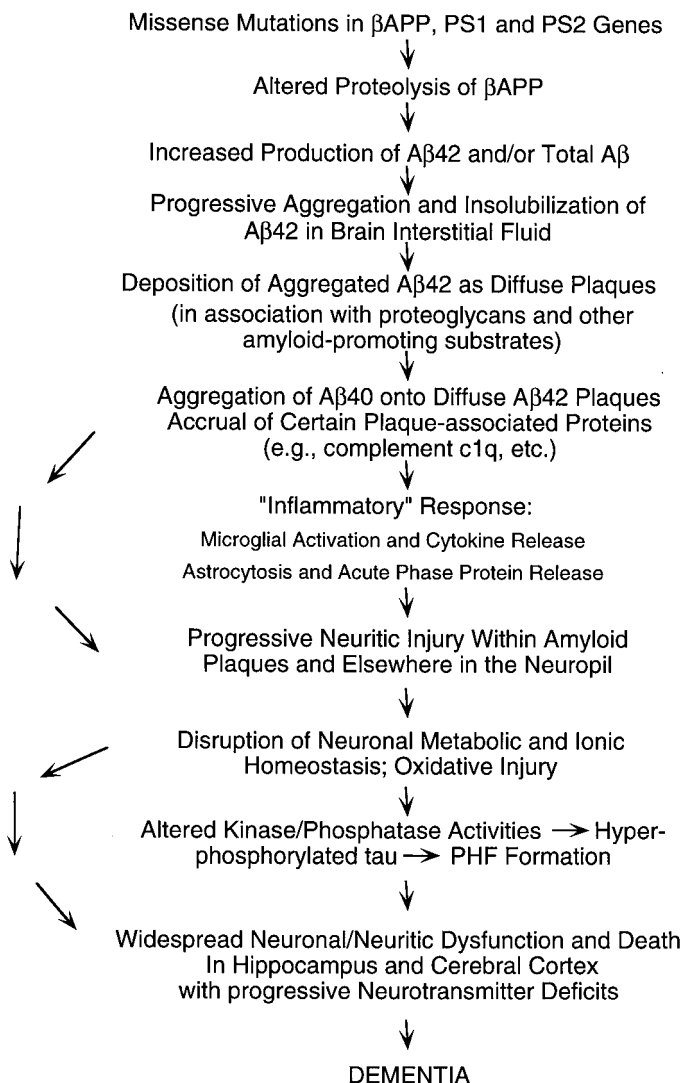 Missense Mutations in βAPP, PS1 and PS2 Genes
Altered Proteolysis of βAPP
Increased Production of Aβ42 and/or Total Aβ
Progressive Aggregation and Insolubilization of
Aβ42 in Brain Interstitial Fluid
Deposition of Aggregated Aβ42 as Diffuse Plaques
(in association with proteoglycans and other
amyloid-promoting substrates)
Aggregation of Aβ40 onto Diffuse Aβ42 Plaques
Accrual of Certain Plaque-associated Proteins
(e.g., complement c1q, etc.)
"Inflammatory" Response:
Microglial Activation and Cytokine Release
Astrocytosis and Acute Phase Protein Release
Progressive Neuritic Injury Within Amyloid
Plaques and Elsewhere in the Neuropil
Disruption of Neuronal Metabolic and Ionic
Homeostasis; Oxidative Injury
Altered Kinase/Phosphatase Activities → Hyper-
phosphorylated tau → PHF Formation
Widespread Neuronal/Neuritic Dysfunction and Death
In Hippocampus and Cerebral Cortex
with progressive Neurotransmitter Deficits
DEMENTIA